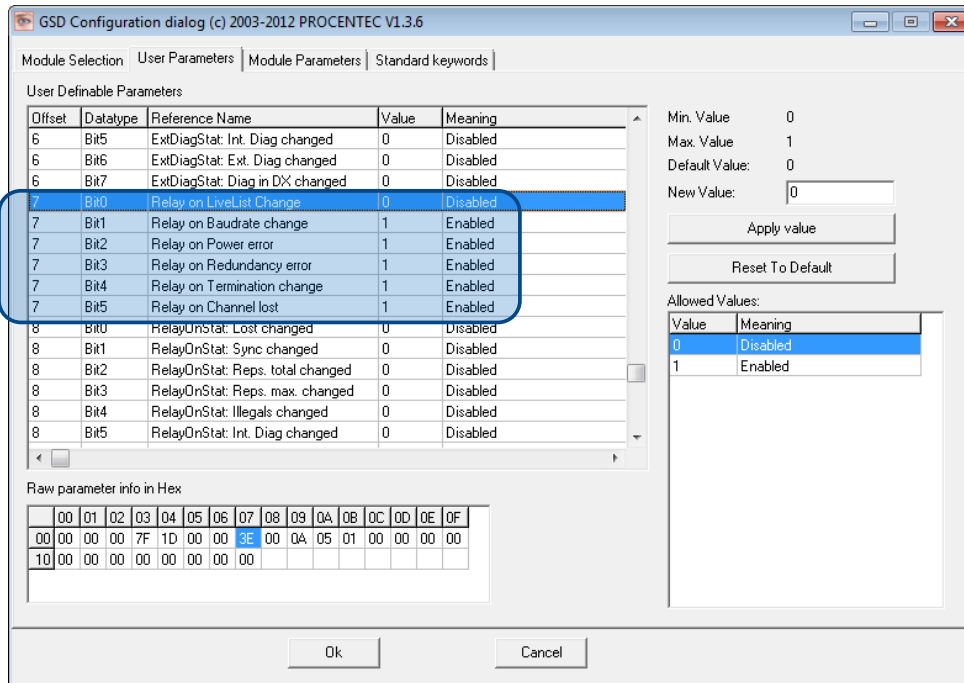 GSD Configuration dialog (c) 2003-2012 PROCENTEC V1.3.6
Module Selection User Parameters Module Parameters Standard keywords
User Definable Parameters
Offset Datatype Reference Name Value Meaning
6 Bit5 ExtDiagStat: Int. Diag changed 0 Disabled
6 Bit6 ExtDiagStat: Ext. Diag changed 0 Disabled
6 Bit7 ExtDiagStat: Diag in DX changed 0 Disabled
7 Bit0 Relay on LiveList Change 0 Disabled
7 Bit1 Relay on Baudrate change 1 Enabled
7 Bit2 Relay on Power error 1 Enabled
7 Bit3 Relay on Redundancy error 1 Enabled
7 Bit4 Relay on Termination change 1 Enabled
7 Bit5 Relay on Channel lost 1 Enabled
8 Bit0 RelayOnStat: Lost changed 0 Disabled
8 Bit1 RelayOnStat: Sync changed 0 Disabled
8 Bit2 RelayOnStat: Reps. total changed 0 Disabled
8 Bit3 RelayOnStat: Reps. max. changed 0 Disabled
8 Bit4 RelayOnStat: Illegals changed 0 Disabled
8 Bit5 RelayOnStat: Int. Diag changed 0 Disabled
Min. Value 0
Max. Value 1
Default Value: 0
New Value: 0
Apply value
Reset To Default
Allowed Values:
Value Meaning
0 Disabled
1 Enabled
Raw parameter info in Hex
00 01 02 03 04 05 06 07 08 09 0A 0B 0C 0D 0E 0F
00 00 00 00 7F 1D 00 00 3E 00 0A 05 01 00 00 00 00
10 00 00 00 00 00 00 00 00
Ok Cancel